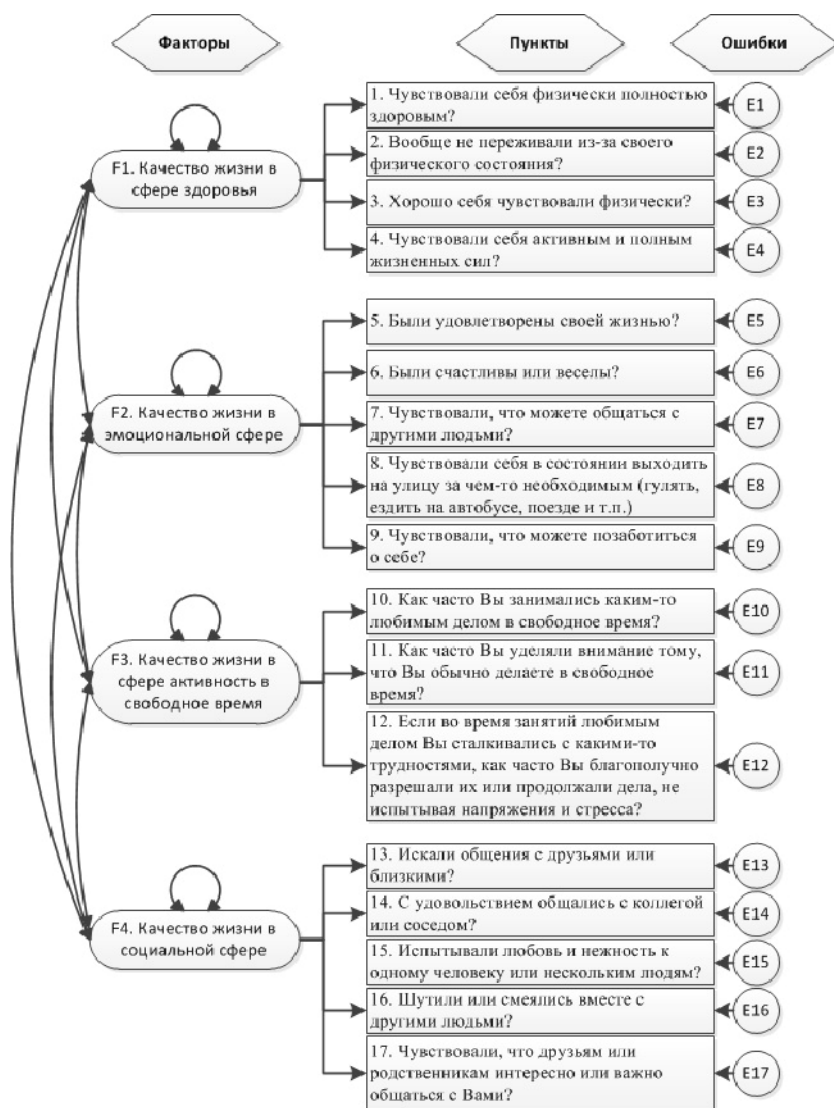 Факторы
Пункты
Ошибки
F1. Качество жизни в
сфере здоровья
1. Чувствовали себя физически полностью
здоровым?
E1
2. Вообще не переживали из-за своего
физического состояния?
E2
3. Хорошо себя чувствовали физически?
E3
4. Чувствовали себя активным и полным
жизненных сил?
E4
F2. Качество жизни в
эмоциональной сфере
5. Были удовлетворены своей жизнью?
E5
6. Были счастливы или веселы?
E6
7. Чувствовали, что можете общаться с
другими людьми?
E7
8. Чувствовали себя в состоянии выходить
на улицу за чем-то необходимым (гулять,
ездить на автобусе, поезде и т.п.)
E8
9. Чувствовали, что можете позаботиться
о себе?
E9
F3. Качество жизни в
сфере активность в
свободное время
10. Как часто Вы занимались каким-то
любимым делом в свободное время?
E10
11. Как часто Вы уделяли внимание тому,
что Вы обычно делаете в свободное
время?
E11
12. Если во время занятий любимым
делом Вы сталкивались с какими-то
трудностями, как часто Вы благополучно
разрешали их или продолжали дела, не
испытывая напряжения и стресса?
E12
F4. Качество жизни в
социальной сфере
13. Искали общения с друзьями или
близкими?
E13
14. С удовольствием общались с коллегой
или соседом?
E14
15. Испытывали любовь и нежность к
одному человеку или нескольким людям?
E15
16. Шутили или смеялись вместе с
другими людьми?
E16
17. Чувствовали, что друзьям или
родственникам интересно или важно
общаться с Вами?
E17